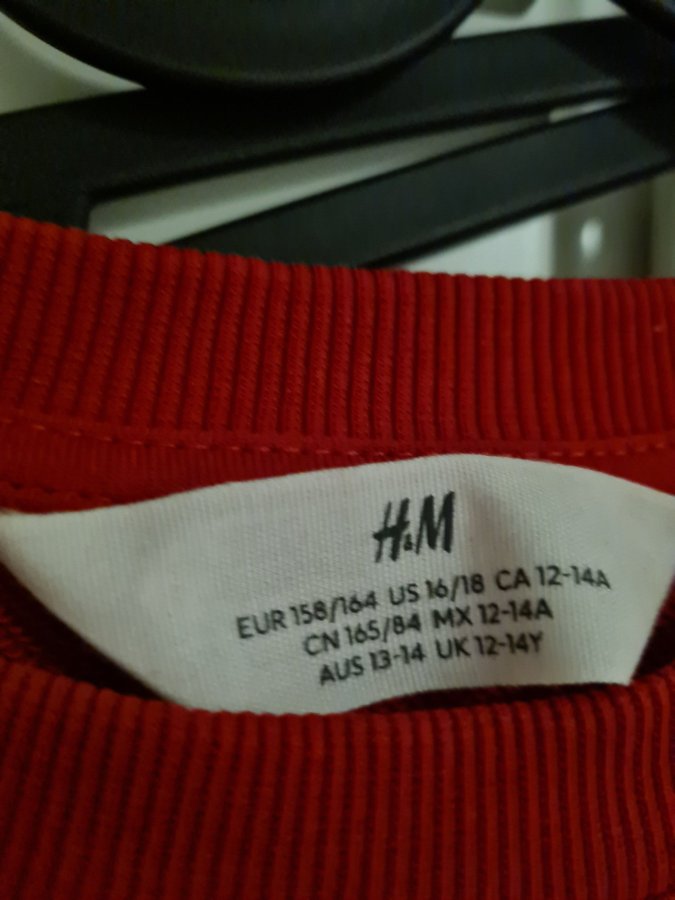 H&M
EUR 158/164 US 16/18 CA 12-14A
CN 165/84 MX 12-14A
AUS 13-14 UK 12-14Y